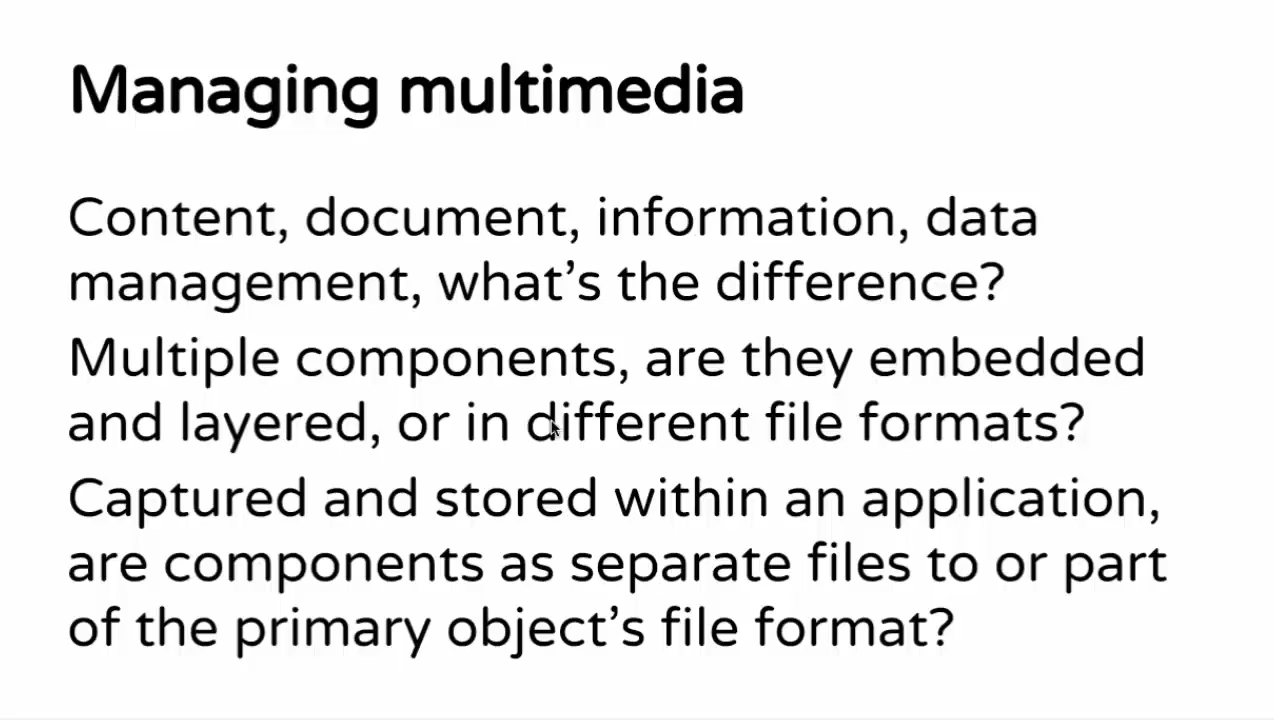 Managing multimedia
Content, document, information, data
management, what’s the difference?
Multiple components, are they embedded
and layered, or in different file formats?
Captured and stored within an application,
are components as separate files to or part
of the primary object’s file format?